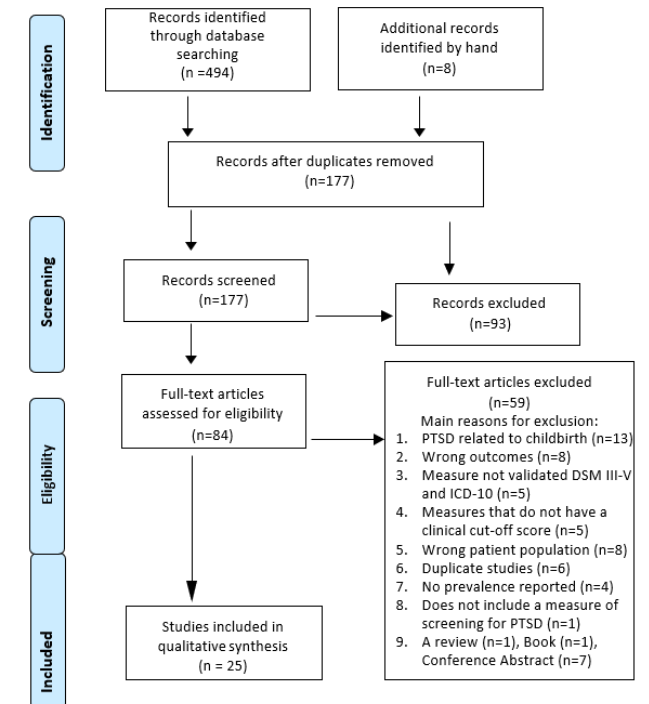 Identification
Records identified
through database
searching
(n =494)
Additional records
identified by hand
(n=8)
Records after duplicates removed
(n=177)
Screening
Records screened
(n=177)
Records excluded
(n=93)
Eligibility
Full-text articles
assessed for eligibility
(n=84)
Full-text articles excluded
(n=59)
Main reasons for exclusion:
1. PTSD related to childbirth (n=13)
2. Wrong outcomes (n=8)
3. Measure not validated DSM III-V
and ICD-10 (n=5)
4. Measures that do not have a
clinical cut-off score (n=5)
5. Wrong patient population (n=8)
6. Duplicate studies (n=6)
7. No prevalence reported (n=4)
8. Does not include a measure of
screening for PTSD (n=1)
9. A review (n=1), Book (n=1),
Conference Abstract (n=7)
Included
Studies included in
qualitative synthesis
(n = 25)